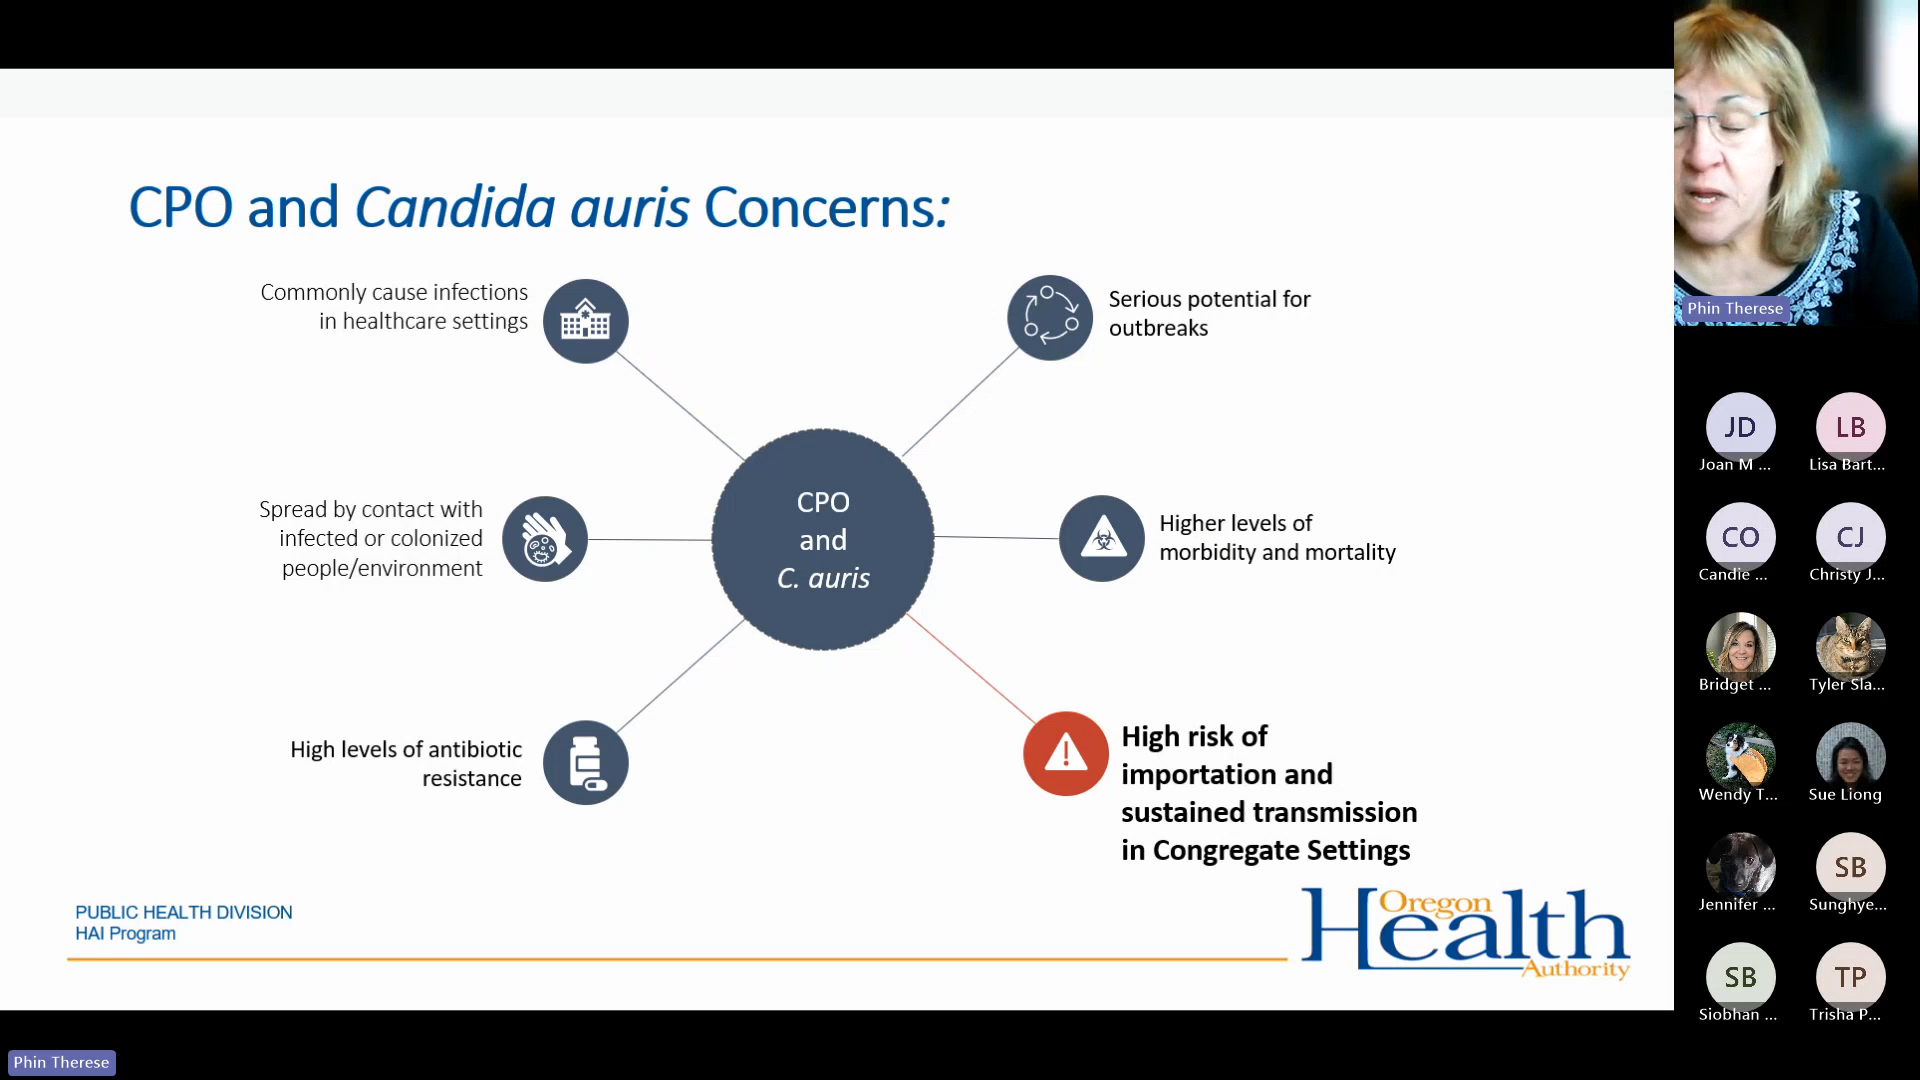 CPO and Candida auris Concerns:
Commonly cause infections
in healthcare settings
Serious potential for
outbreaks
Spread by contact with
infected or colonized
people/environment
CPO
and
C. auris
Higher levels of
morbidity and mortality
High levels of antibiotic
resistance
High risk of
importation and
sustained transmission
in Congregate Settings
PUBLIC HEALTH DIVISION
HAI Program
Oregon
Health
Authority
Phin Therese
JD
Joan M ...
LB
Lisa Bart...
CO
Candie ...
CJ
Christy J...
Bridget ...
Tyler Sla...
Wendy T...
Sue Liong
Jennifer ...
SB
Sunghye...
SB
Siobhan ...
TP
Trisha P...
Phin Therese